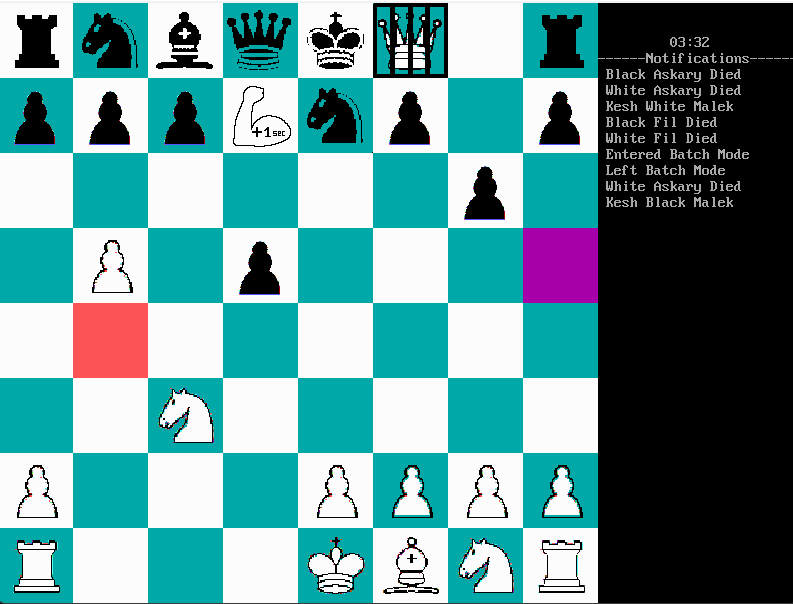 03:32
------Notifications------
Black Askary Died
White Askary Died
Kesh White Malek
Black Fil Died
White Fil Died
Entered Batch Mode
Left Batch Mode
White Askary Died
Kesh Black Malek
+1sec